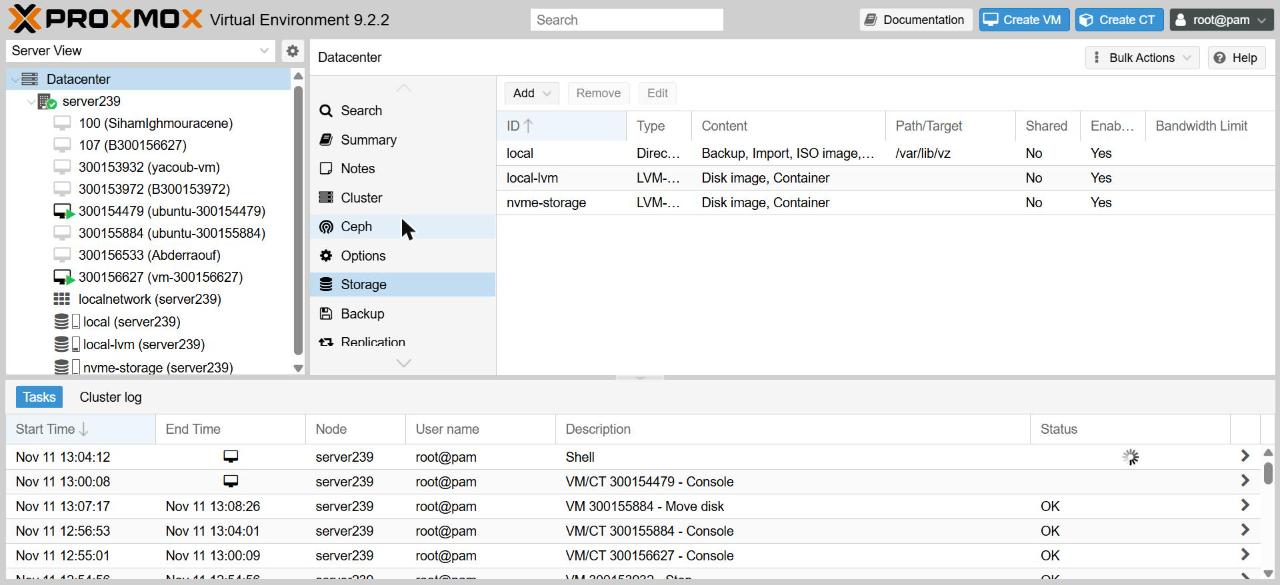 PROXMOX Virtual Environment 9.2.2 Search Documentation Create VM Create CT root@pam
Server View
Datacenter
server239
100 (SihamIghmouracene)
107 (B300156627)
300153932 (yacoub-vm)
300153972 (B300153972)
300154479 (ubuntu-300154479)
300155884 (ubuntu-300155884)
300156533 (Abderraouf)
300156627 (vm-300156627)
localnetwork (server239)
local (server239)
local-lvm (server239)
nvme-storage (server239)
Datacenter Bulk Actions Help
Search
Summary
Notes
Cluster
Ceph
Options
Storage
Backup
Replication
Add Remove Edit
ID Type Content Path/Target Shared Enab... Bandwidth Limit
local Direc... Backup, Import, ISO image,... /var/lib/vz No Yes
local-lvm LVM-... Disk image, Container No Yes
nvme-storage LVM-... Disk image, Container No Yes
Tasks Cluster log
Start Time End Time Node User name Description Status
Nov 11 13:04:12 server239 root@pam Shell
Nov 11 13:00:08 server239 root@pam VM/CT 300154479 - Console
Nov 11 13:07:17 Nov 11 13:08:26 server239 root@pam VM 300155884 - Move disk OK
Nov 11 12:56:53 Nov 11 13:04:01 server239 root@pam VM/CT 300155884 - Console OK
Nov 11 12:55:01 Nov 11 13:00:09 server239 root@pam VM/CT 300156627 - Console OK